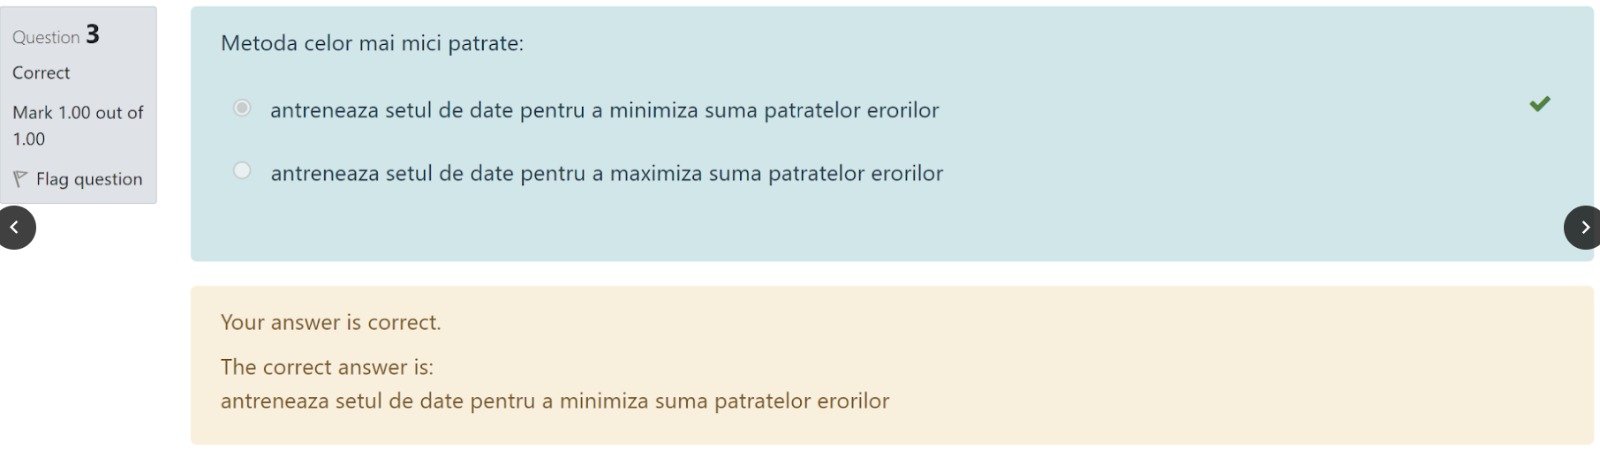 Question 3
Correct
Mark 1.00 out of
1.00
Flag question
Metoda celor mai mici patrate:
antreneaza setul de date pentru a minimiza suma patratelor erorilor
antreneaza setul de date pentru a maximiza suma patratelor erorilor
Your answer is correct.
The correct answer is:
antreneaza setul de date pentru a minimiza suma patratelor erorilor